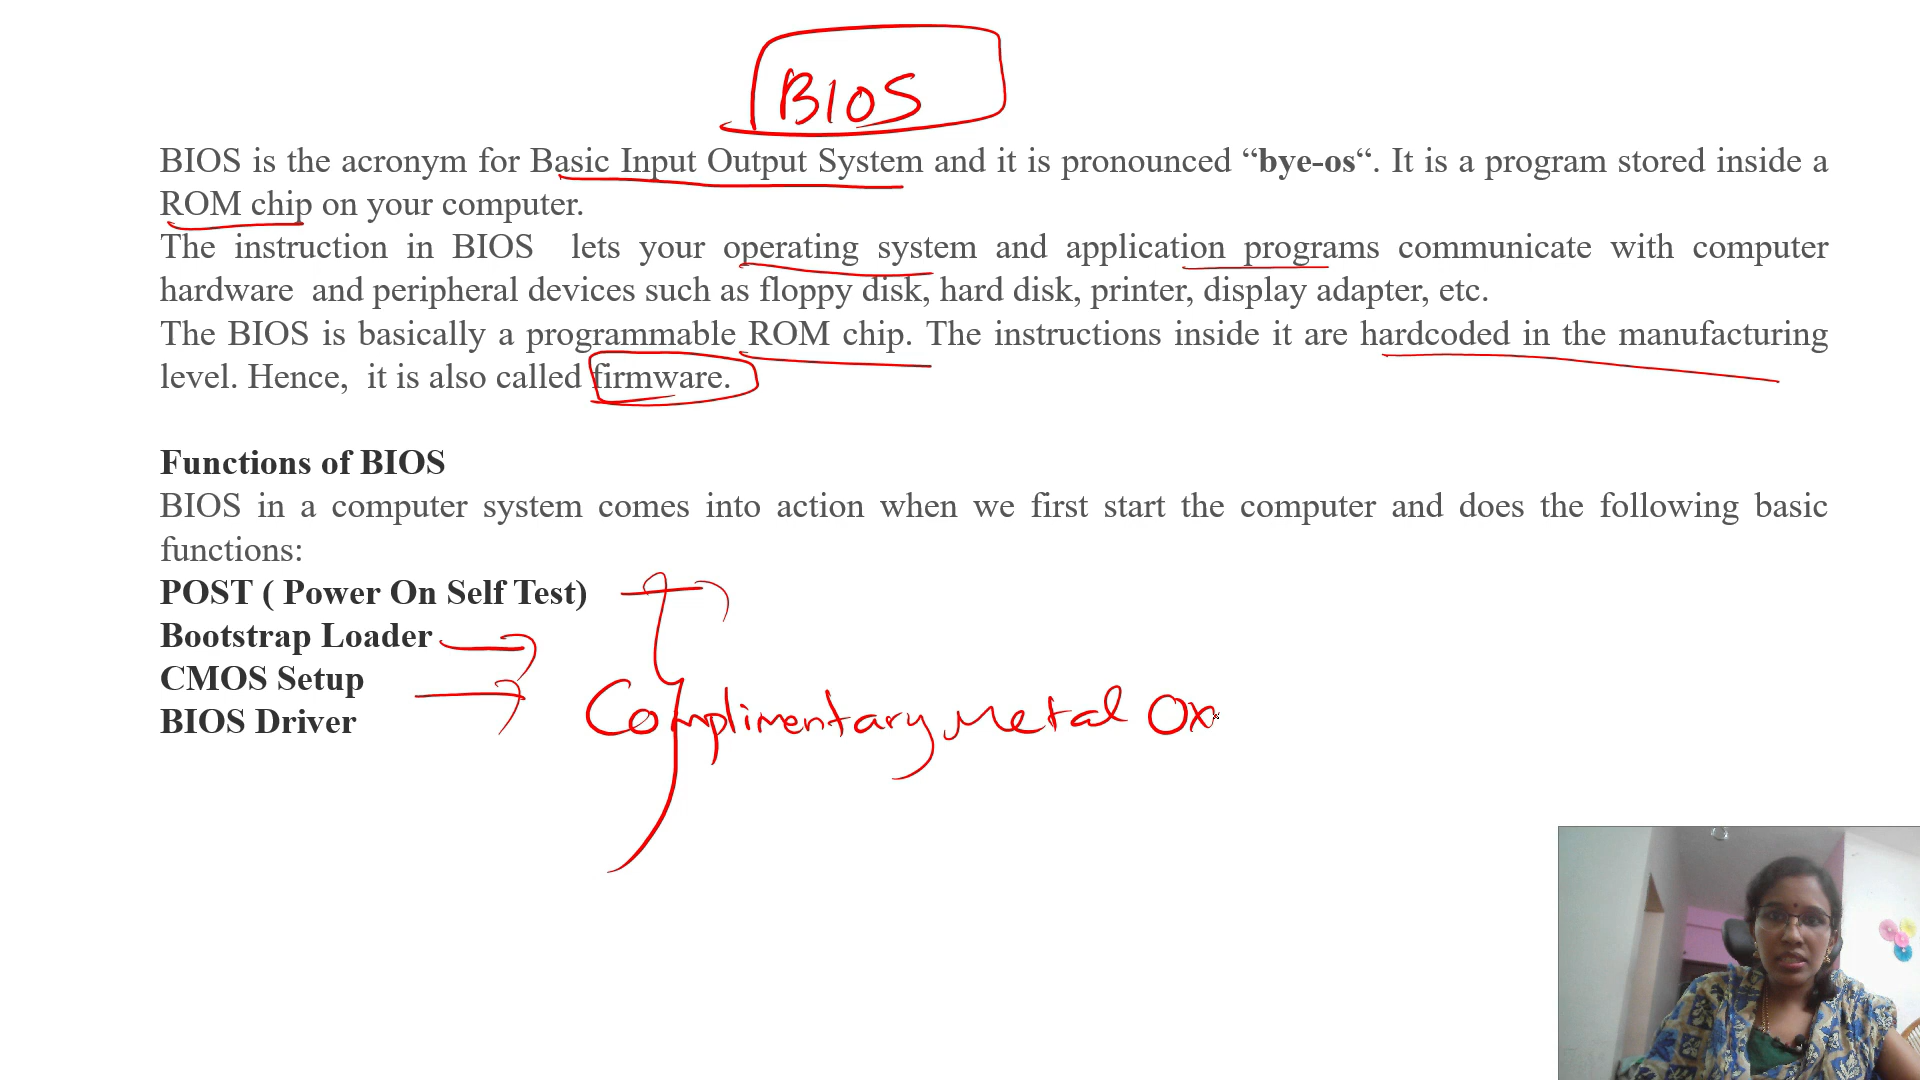 BIOS
BIOS is the acronym for Basic Input Output System and it is pronounced “bye-os“. It is a program stored inside a
ROM chip on your computer.
The instruction in BIOS lets your operating system and application programs communicate with computer
hardware and peripheral devices such as floppy disk, hard disk, printer, display adapter, etc.
The BIOS is basically a programmable ROM chip. The instructions inside it are hardcoded in the manufacturing
level. Hence, it is also called firmware.
Functions of BIOS
BIOS in a computer system comes into action when we first start the computer and does the following basic
functions:
POST ( Power On Self Test)
Bootstrap Loader
CMOS Setup
BIOS Driver
Complimentary Metal Ox